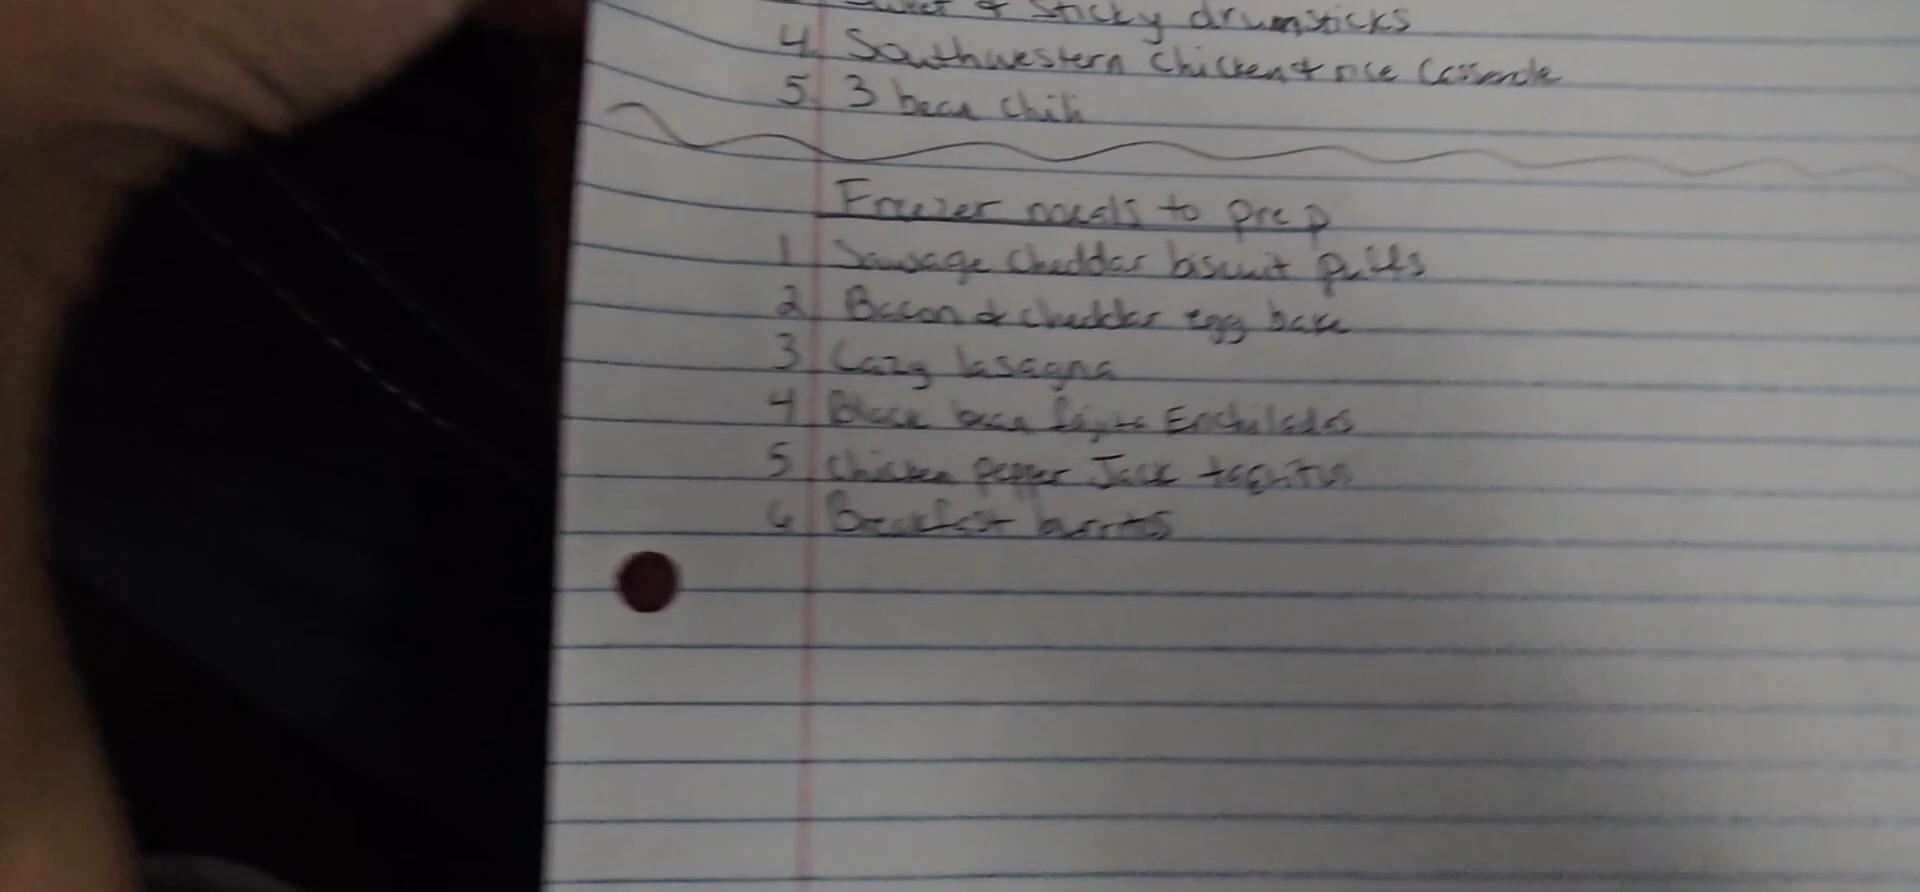 & Sticky drumsticks
4. Southwestern Chicken & rice Casserole
5. 3 bean Chili
Freezer meals to prep
1 Sausage Cheddar biscuit puffs
2 Bacon & cheddar egg bake
3 Lazy lasagna
4 Black bean fajita Enchiladas
5 Chicken pepper Jack taquitos
6 Breakfast burritos